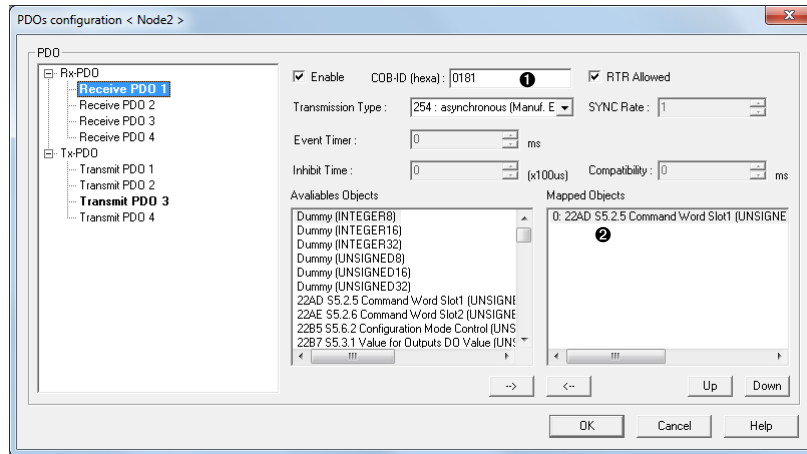 PDOs configuration < Node2 >
PDO
Rx-PDO
Receive PDO 1
Receive PDO 2
Receive PDO 3
Receive PDO 4
Tx-PDO
Transmit PDO 1
Transmit PDO 2
Transmit PDO 3
Transmit PDO 4
Enable COB-ID (hexa) : 0181 1 RTR Allowed
Transmission Type : 254 : asynchronous (Manuf. E SYNC Rate : 1
Event Timer : 0 ms
Inhibit Time : 0 (x100us) Compatibility : 0 ms
Avaliables Objects
Dummy (INTEGER8)
Dummy (INTEGER16)
Dummy (INTEGER32)
Dummy (UNSIGNED8)
Dummy (UNSIGNED16)
Dummy (UNSIGNED32)
22AD S5.2.5 Command Word Slot1 (UNSIGNE
22AE S5.2.6 Command Word Slot2 (UNSIGNE
22B5 S5.6.2 Configuration Mode Control (UNS
22B7 S5.3.1 Value for Outputs DO Value (UNS
Mapped Objects
0: 22AD S5.2.5 Command Word Slot1 (UNSIGNE
2
--> <-- Up Down
OK Cancel Help